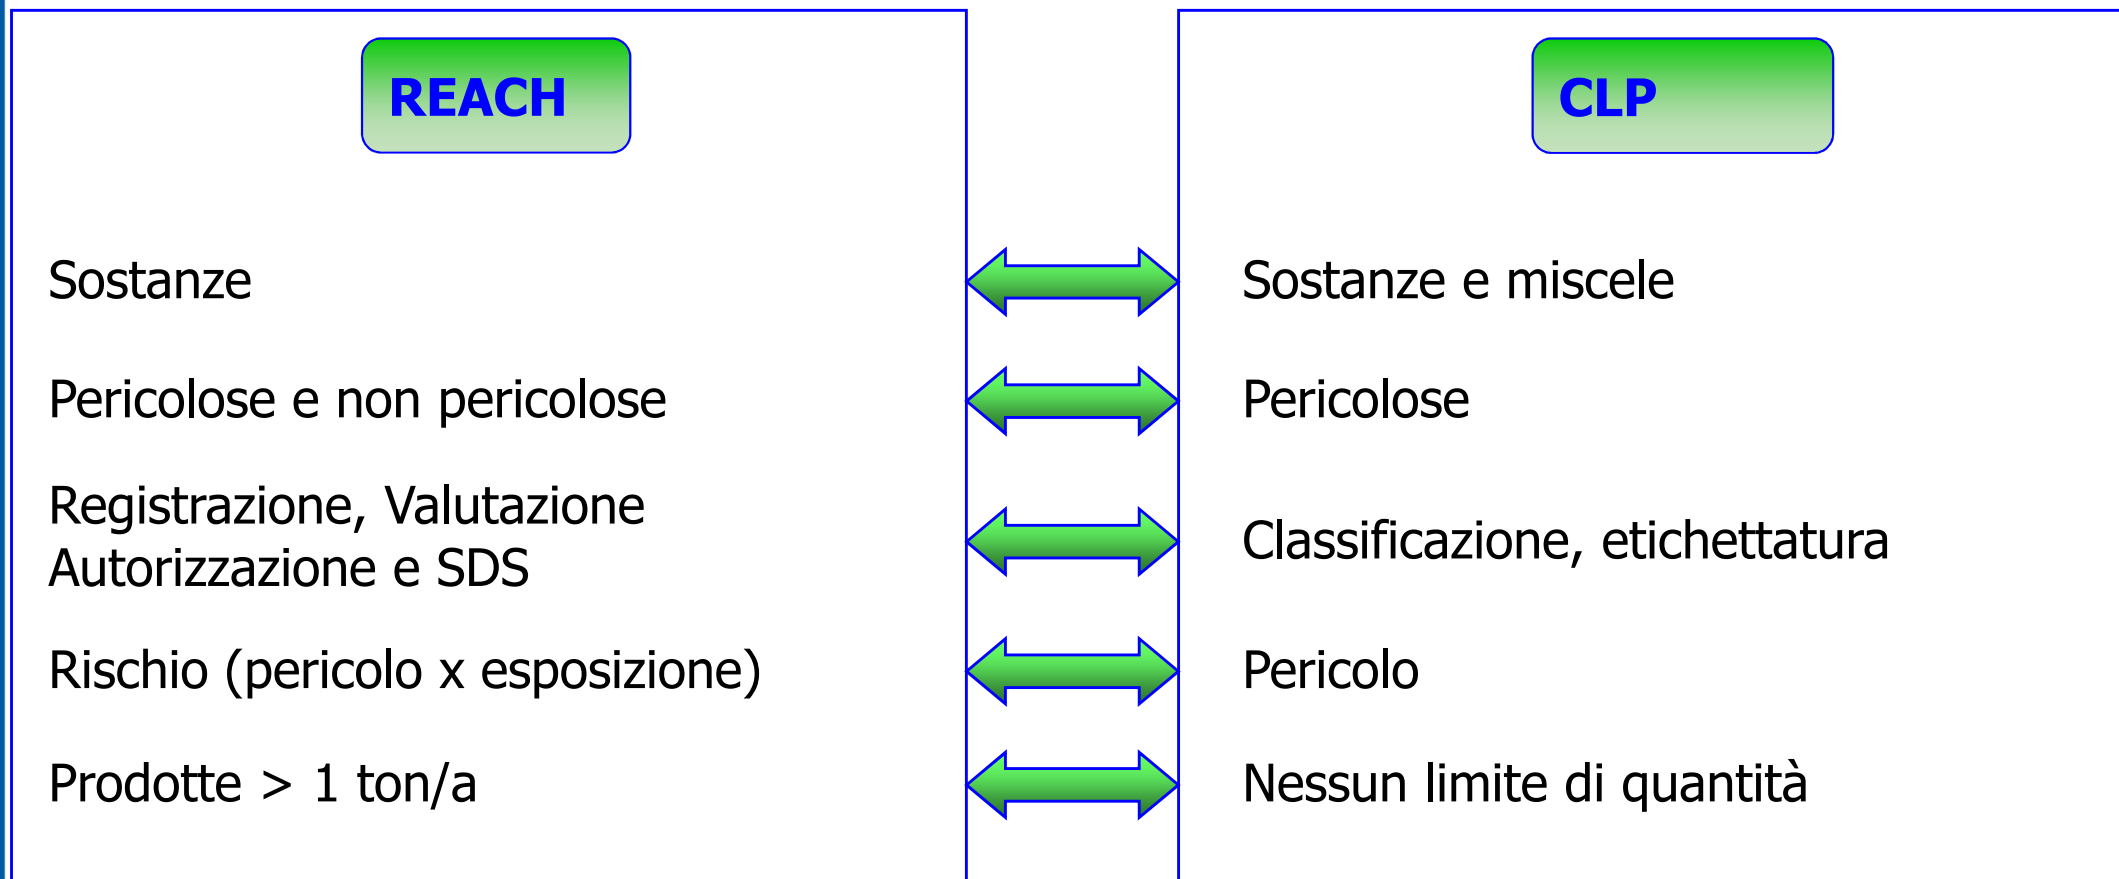 REACH
CLP
Sostanze
Sostanze e miscele
Pericolose e non pericolose
Pericolose
Registrazione, Valutazione
Autorizzazione e SDS
Classificazione, etichettatura
Rischio (pericolo x esposizione)
Pericolo
Prodotte > 1 ton/a
Nessun limite di quantità